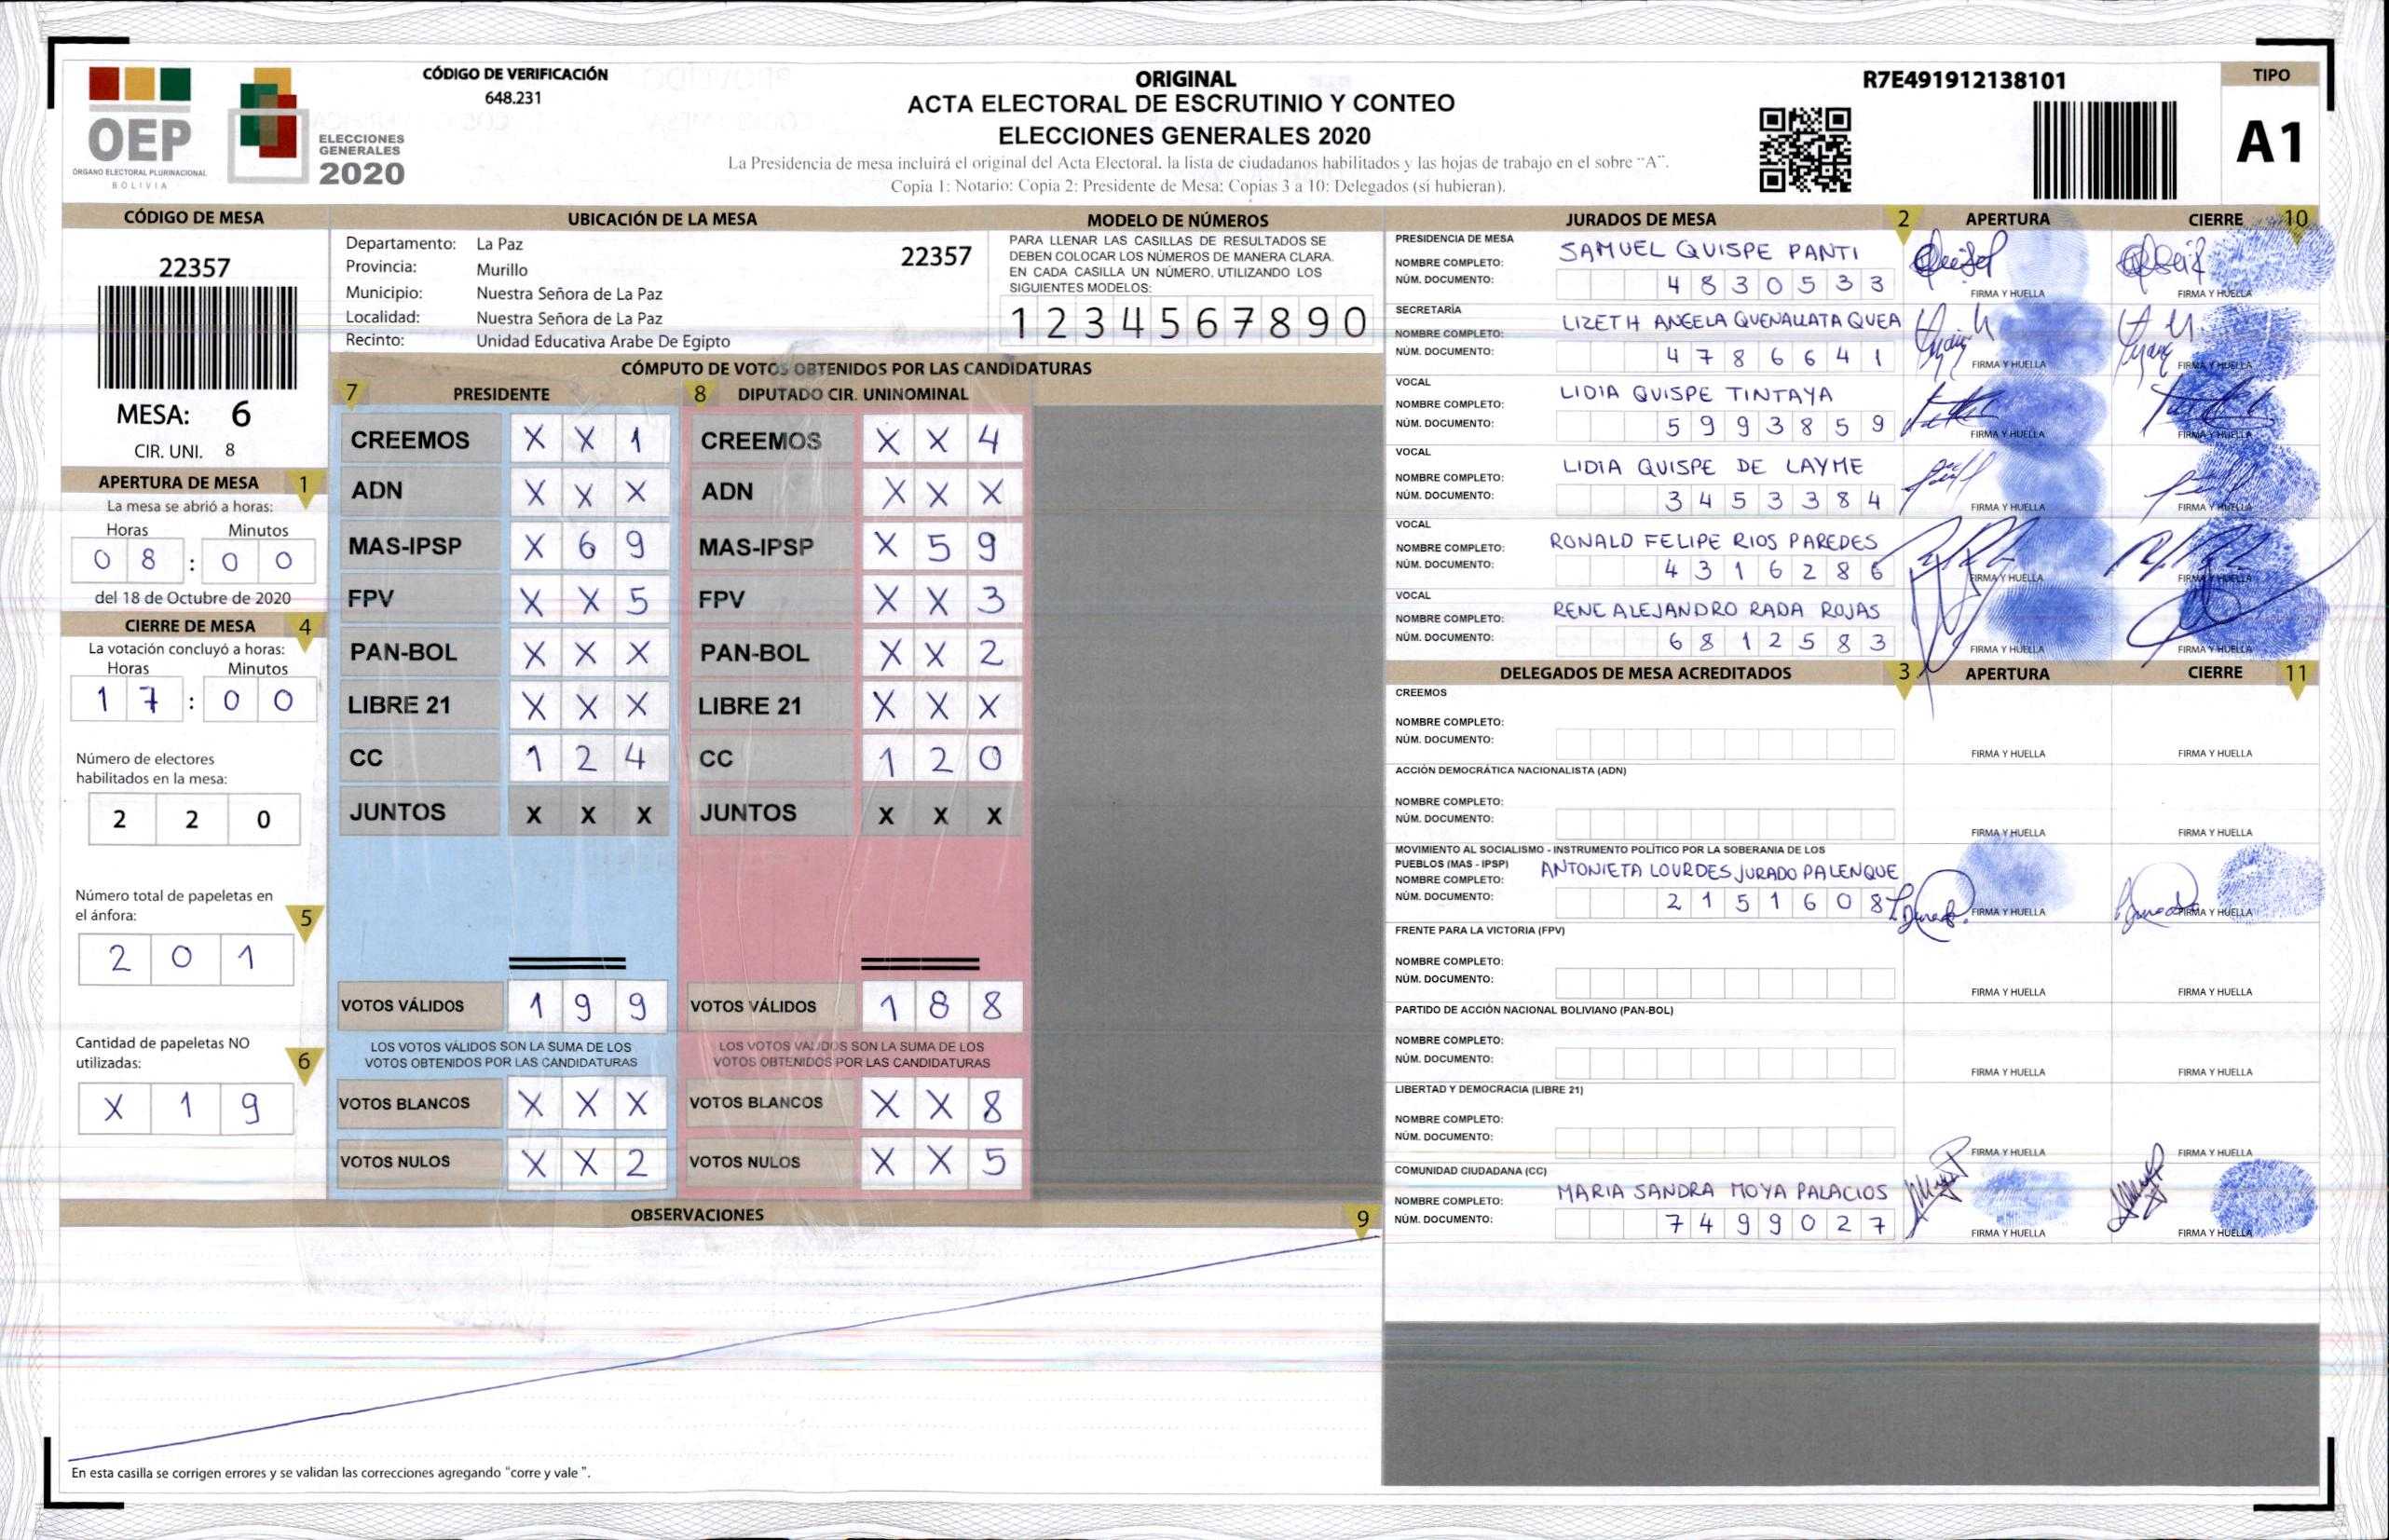 CÓDIGO DE VERIFICACIÓN
648.231
OEP
ÓRGANO ELECTORAL PLURINACIONAL
BOLIVIA
ELECCIONES
GENERALES
2020
ORIGINAL
ACTA ELECTORAL DE ESCRUTINIO Y CONTEO
ELECCIONES GENERALES 2020
La Presidencia de mesa incluirá el original del Acta Electoral, la lista de ciudadanos habilitados y las hojas de trabajo en el sobre “A”.
Copia 1: Notario; Copia 2: Presidente de Mesa; Copias 3 a 10: Delegados (si hubieran).
R7E491912138101
TIPO
A1
CÓDIGO DE MESA
22357
MESA: 6
CIR. UNI. 8
APERTURA DE MESA 1
La mesa se abrió a horas:
Horas Minutos
0 8 : 0 0
del 18 de Octubre de 2020
CIERRE DE MESA 4
La votación concluyó a horas:
Horas Minutos
1 7 : 0 0
Número de electores
habilitados en la mesa:
2 2 0
Número total de papeletas en
el ánfora: 5
2 0 1
Cantidad de papeletas NO
utilizadas: 6
X 1 9
UBICACIÓN DE LA MESA
Departamento: La Paz 22357
Provincia: Murillo
Municipio: Nuestra Señora de La Paz
Localidad: Nuestra Señora de La Paz
Recinto: Unidad Educativa Arabe De Egipto
MODELO DE NÚMEROS
PARA LLENAR LAS CASILLAS DE RESULTADOS SE
DEBEN COLOCAR LOS NÚMEROS DE MANERA CLARA.
EN CADA CASILLA UN NÚMERO, UTILIZANDO LOS
SIGUIENTES MODELOS:
1 2 3 4 5 6 7 8 9 0
CÓMPUTO DE VOTOS OBTENIDOS POR LAS CANDIDATURAS
7 PRESIDENTE 8 DIPUTADO CIR. UNINOMINAL
CREEMOS X X 1 CREEMOS X X 4
ADN X X X ADN X X X
MAS-IPSP X 6 9 MAS-IPSP X 5 9
FPV X X 5 FPV X X 3
PAN-BOL X X X PAN-BOL X X 2
LIBRE 21 X X X LIBRE 21 X X X
CC 1 2 4 CC 1 2 0
JUNTOS X X X JUNTOS X X X
VOTOS VÁLIDOS 1 9 9 VOTOS VÁLIDOS 1 8 8
LOS VOTOS VÁLIDOS SON LA SUMA DE LOS LOS VOTOS VÁLIDOS SON LA SUMA DE LOS
VOTOS OBTENIDOS POR LAS CANDIDATURAS VOTOS OBTENIDOS POR LAS CANDIDATURAS
VOTOS BLANCOS X X X VOTOS BLANCOS X X 8
VOTOS NULOS X X 2 VOTOS NULOS X X 5
OBSERVACIONES 9
En esta casilla se corrigen errores y se validan las correcciones agregando “corre y vale”.
JURADOS DE MESA 2 APERTURA CIERRE 10
PRESIDENCIA DE MESA
NOMBRE COMPLETO: SAMUEL QUISPE PANTI
NÚM. DOCUMENTO: 4 8 3 0 5 3 3
FIRMA Y HUELLA FIRMA Y HUELLA
SECRETARÍA
NOMBRE COMPLETO: LIZETH ANGELA QUENALLATA QUEA
NÚM. DOCUMENTO: 4 7 8 6 6 4 1
FIRMA Y HUELLA FIRMA Y HUELLA
VOCAL
NOMBRE COMPLETO: LIDIA QUISPE TINTAYA
NÚM. DOCUMENTO: 5 9 9 3 8 5 9
FIRMA Y HUELLA FIRMA Y HUELLA
VOCAL
NOMBRE COMPLETO: LIDIA QUISPE DE LAYME
NÚM. DOCUMENTO: 3 4 5 3 3 8 4
FIRMA Y HUELLA FIRMA Y HUELLA
VOCAL
NOMBRE COMPLETO: RONALD FELIPE RIOS PAREDES
NÚM. DOCUMENTO: 4 3 1 6 2 8 6
FIRMA Y HUELLA FIRMA Y HUELLA
VOCAL
NOMBRE COMPLETO: RENE ALEJANDRO RADA ROJAS
NÚM. DOCUMENTO: 6 8 1 2 5 8 3
FIRMA Y HUELLA FIRMA Y HUELLA
DELEGADOS DE MESA ACREDITADOS 3 APERTURA CIERRE 11
CREEMOS
NOMBRE COMPLETO:
NÚM. DOCUMENTO:
FIRMA Y HUELLA FIRMA Y HUELLA
ACCIÓN DEMOCRÁTICA NACIONALISTA (ADN)
NOMBRE COMPLETO:
NÚM. DOCUMENTO:
FIRMA Y HUELLA FIRMA Y HUELLA
MOVIMIENTO AL SOCIALISMO - INSTRUMENTO POLÍTICO POR LA SOBERANIA DE LOS
PUEBLOS (MAS - IPSP)
NOMBRE COMPLETO: ANTONIETA LOURDES JURADO PALENQUE
NÚM. DOCUMENTO: 2 1 5 1 6 0 8
FIRMA Y HUELLA FIRMA Y HUELLA
FRENTE PARA LA VICTORIA (FPV)
NOMBRE COMPLETO:
NÚM. DOCUMENTO:
FIRMA Y HUELLA FIRMA Y HUELLA
PARTIDO DE ACCIÓN NACIONAL BOLIVIANO (PAN-BOL)
NOMBRE COMPLETO:
NÚM. DOCUMENTO:
FIRMA Y HUELLA FIRMA Y HUELLA
LIBERTAD Y DEMOCRACIA (LIBRE 21)
NOMBRE COMPLETO:
NÚM. DOCUMENTO:
FIRMA Y HUELLA FIRMA Y HUELLA
COMUNIDAD CIUDADANA (CC)
NOMBRE COMPLETO: MARIA SANDRA MOYA PALACIOS
NÚM. DOCUMENTO: 7 4 9 9 0 2 7
FIRMA Y HUELLA FIRMA Y HUELLA